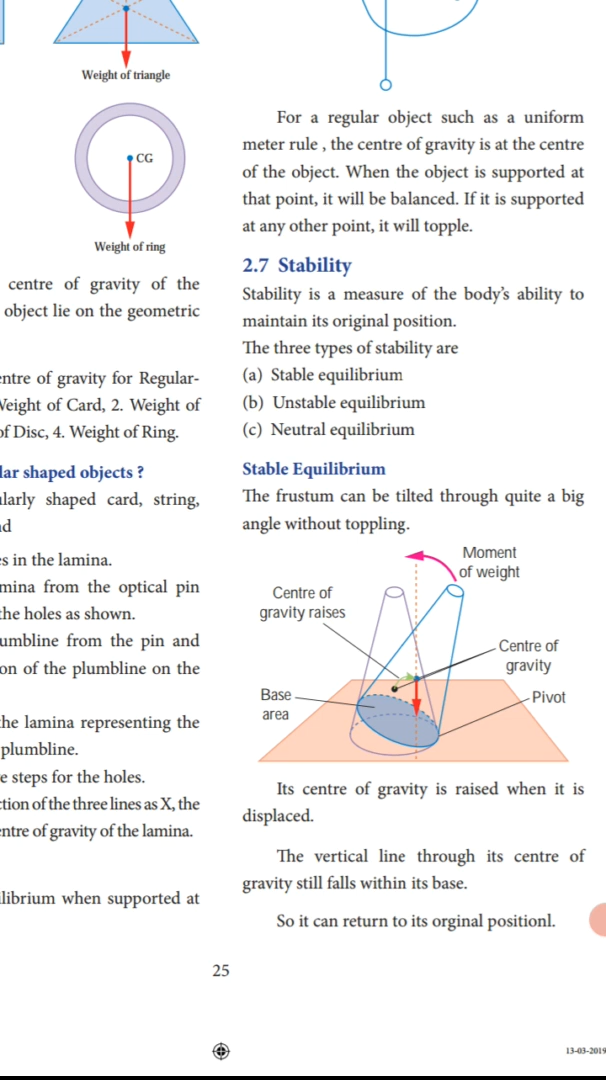 Weight of triangle
CG
Weight of ring
centre of gravity of the
object lie on the geometric
centre of gravity for Regular-
Weight of Card, 2. Weight of
of Disc, 4. Weight of Ring.
lar shaped objects ?
ularly shaped card, string,
nd
es in the lamina.
mina from the optical pin
the holes as shown.
umbline from the pin and
on of the plumbline on the
the lamina representing the
plumbline.
e steps for the holes.
ction of the three lines as X, the
entre of gravity of the lamina.
ilibrium when supported at
For a regular object such as a uniform
meter rule , the centre of gravity is at the centre
of the object. When the object is supported at
that point, it will be balanced. If it is supported
at any other point, it will topple.
2.7 Stability
Stability is a measure of the body's ability to
maintain its original position.
The three types of stability are
(a) Stable equilibrium
(b) Unstable equilibrium
(c) Neutral equilibrium
Stable Equilibrium
The frustum can be tilted through quite a big
angle without toppling.
Moment
of weight
Centre of
gravity raises
Centre of
gravity
Base
area
Pivot
Its centre of gravity is raised when it is
displaced.
The vertical line through its centre of
gravity still falls within its base.
So it can return to its orginal positionl.
25
13-03-2019